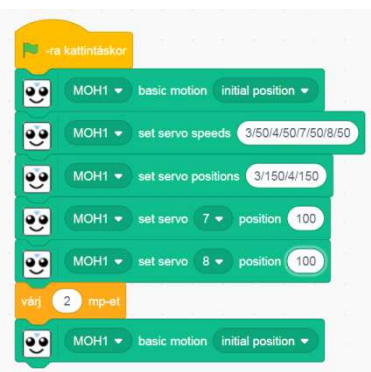 -ra kattintáskor
MOH1 basic motion initial position
MOH1 set servo speeds 3/50/4/50/7/50/8/50
MOH1 set servo positions 3/150/4/150
MOH1 set servo 7 position 100
MOH1 set servo 8 position 100
várj 2 mp-et
MOH1 basic motion initial position